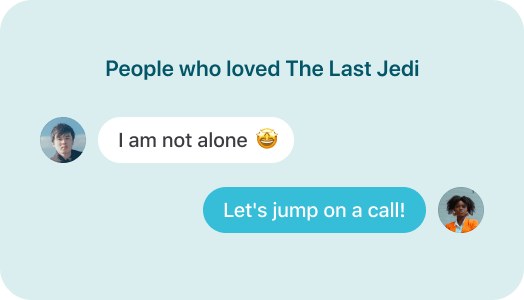 People who loved The Last Jedi
I am not alone 🤩
Let's jump on a call!